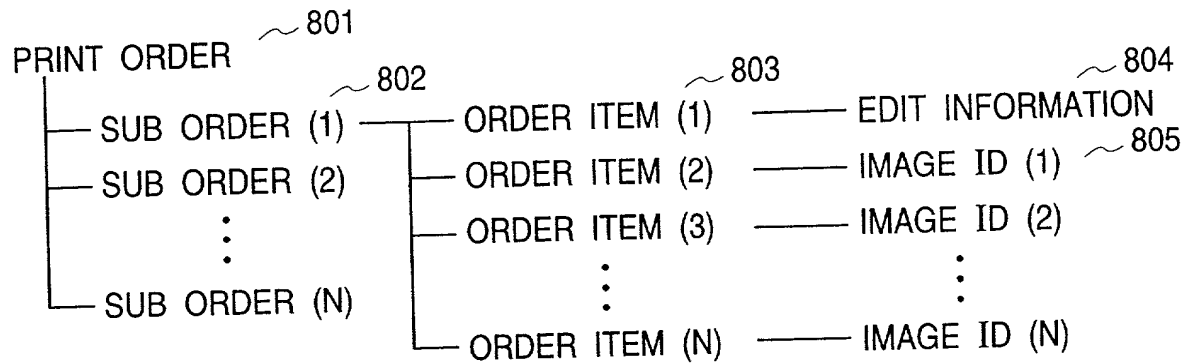 801
PRINT ORDER
802 803 804
SUB ORDER (1) ORDER ITEM (1) EDIT INFORMATION
805
SUB ORDER (2) ORDER ITEM (2) IMAGE ID (1)
ORDER ITEM (3) IMAGE ID (2)
SUB ORDER (N) ORDER ITEM (N) IMAGE ID (N)